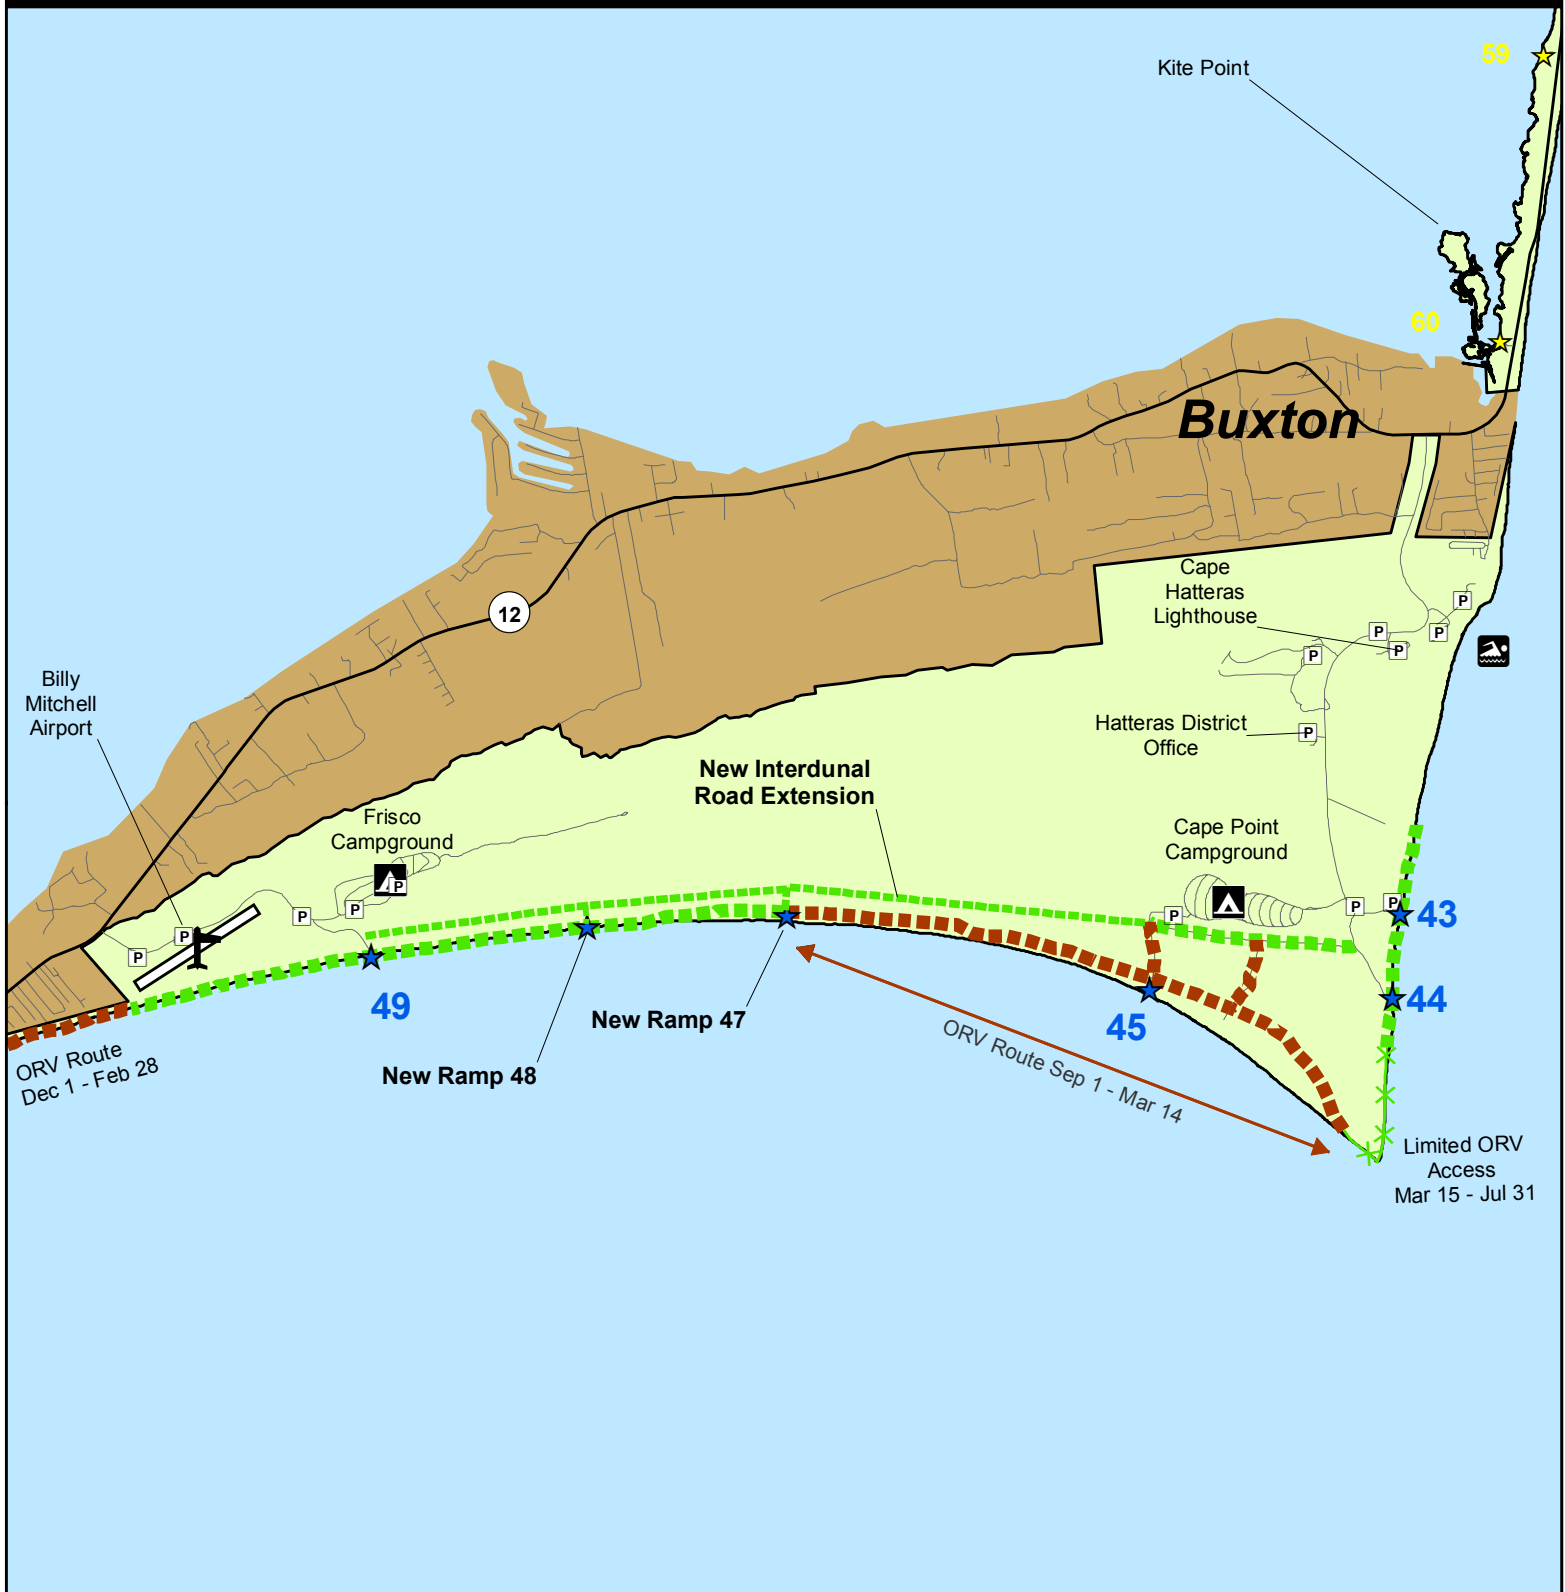 59
Kite Point
60
Buxton
12
Cape
Hatteras
Lighthouse
P
P
P
P
P
Billy
Mitchell
Airport
Hatteras District
Office
P
New Interdunal
Road Extension
Frisco
Campground
Cape Point
Campground
P
P
P
P
P
P
P
P
43
49
44
45
New Ramp 47
New Ramp 48
ORV Route
Dec 1 - Feb 28
ORV Route Sep 1 - Mar 14
Limited ORV
Access
Mar 15 - Jul 31